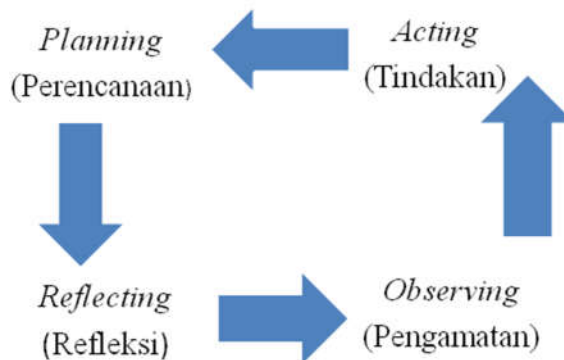 Planning
(Perencanaan)
Acting
(Tindakan)
Reflecting
(Refleksi)
Observing
(Pengamatan)